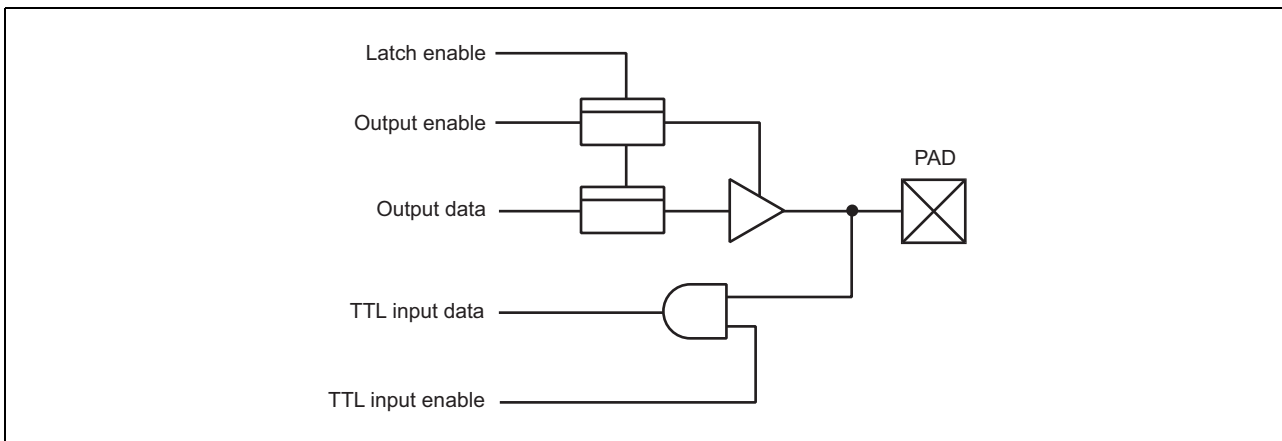 Latch enable
Output enable
PAD
Output data
TTL input data
TTL input enable